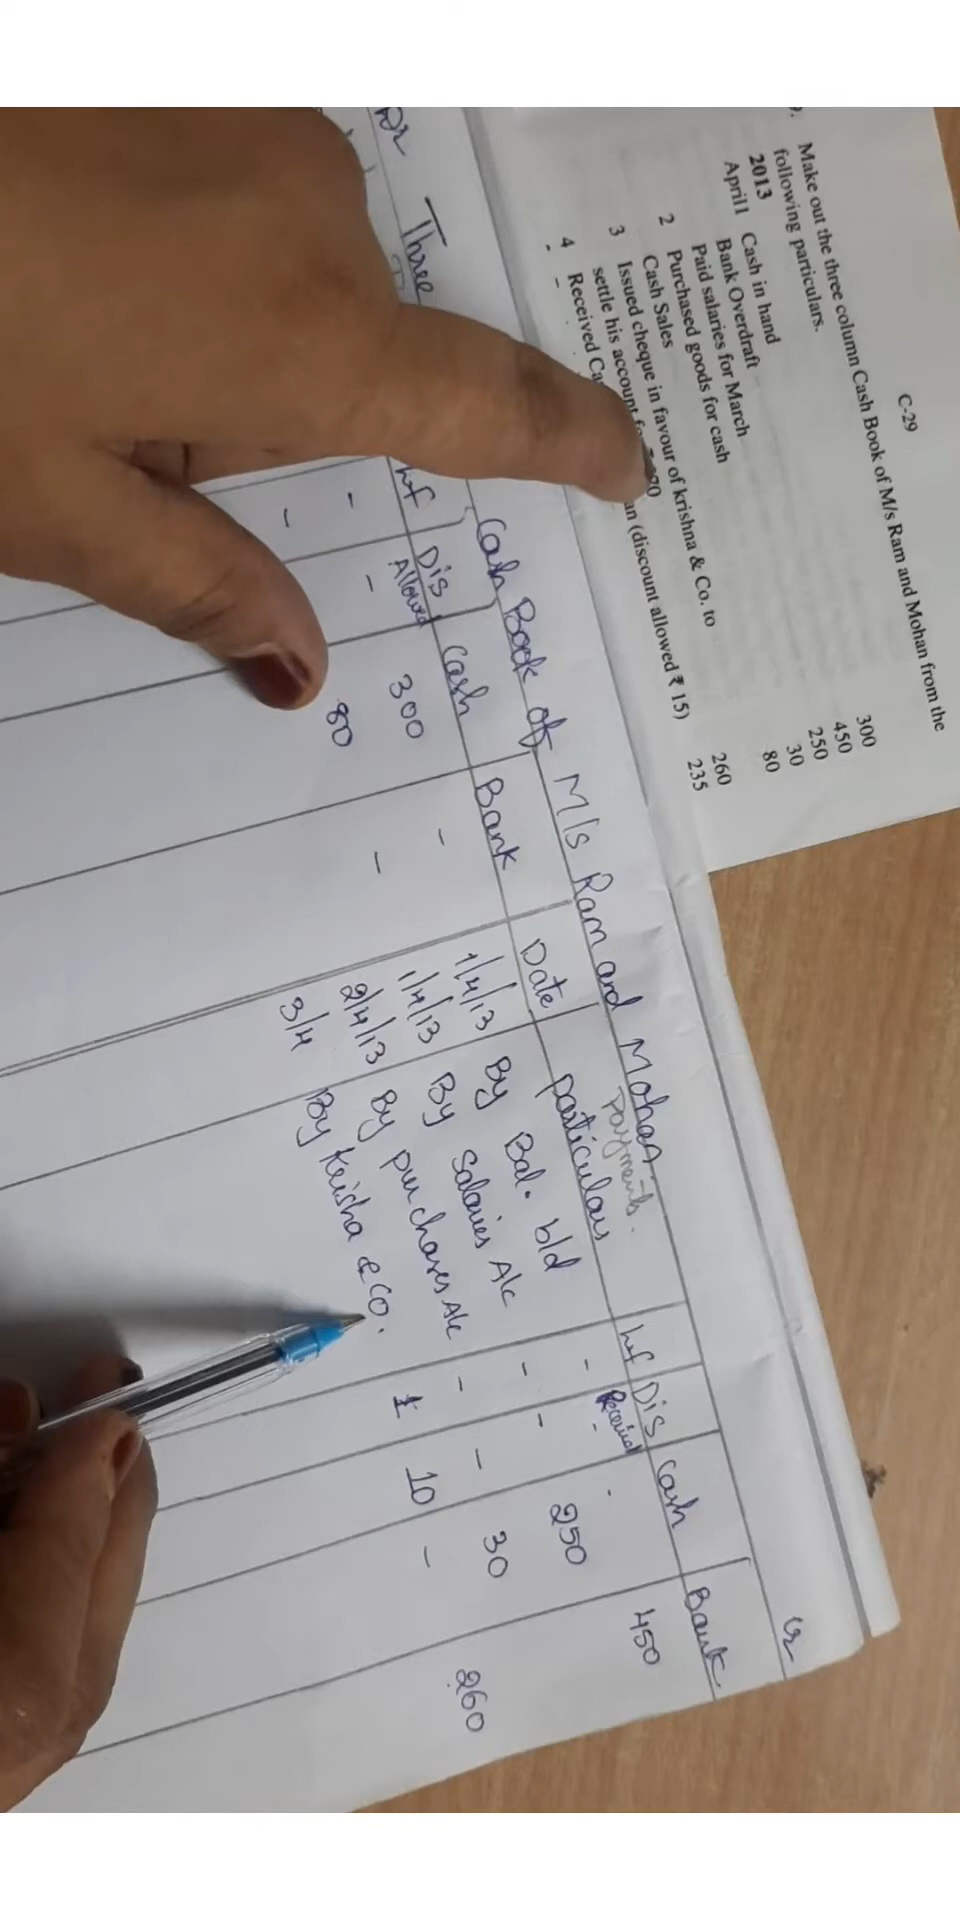 C-29
Make out the three column Cash Book of M/s Ram and Mohan from the
following particulars.
2013
April1 Cash in hand 300
Bank Overdraft 450
Paid salaries for March 250
2 Purchased goods for cash 30
Cash Sales 80
3 Issued cheque in favour of krishna & Co. to
settle his account 260
4 Received Ca an (discount allowed ₹ 15) 235
Dr Three Cash Book of M/s Ram and Mohan Cr
payments.
L.f Dis Allowed Cash Bank Date particulars L.f Dis Received Cash Bank
- - 300 - 1/4/13 By Bal. b/d - - - 450
- 80 - 1/4/13 By Salaries A/c - - 250
2/4/13 By purchases A/c - - 30
3/4 By Krisha & CO. 1 10 - 260